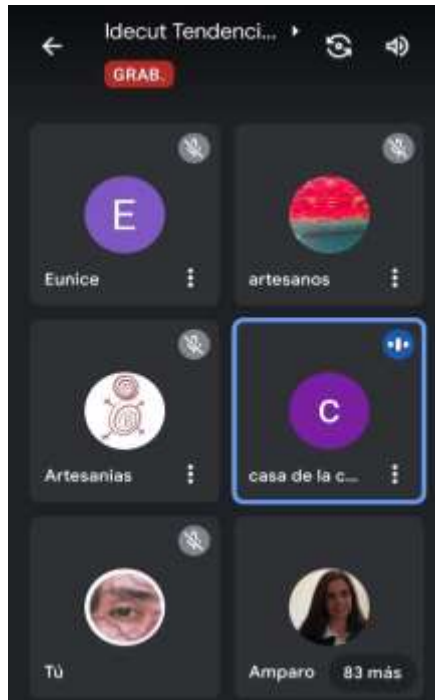 Idecut Tendenci...
GRAB.
E
Eunice
artesanos
Artesanias
c
casa de la c...
Tú
Amparo
83 más